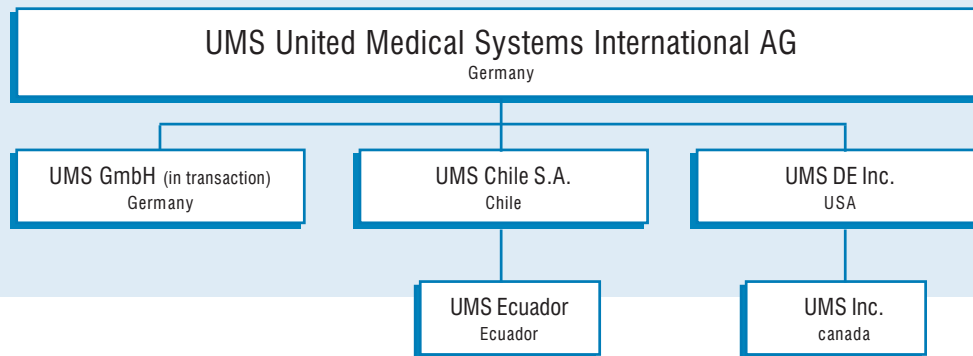 UMS United Medical Systems International AG
Germany
UMS GmbH (in transaction)
Germany
UMS Chile S.A.
Chile
UMS DE Inc.
USA
UMS Ecuador
Ecuador
UMS Inc.
canada